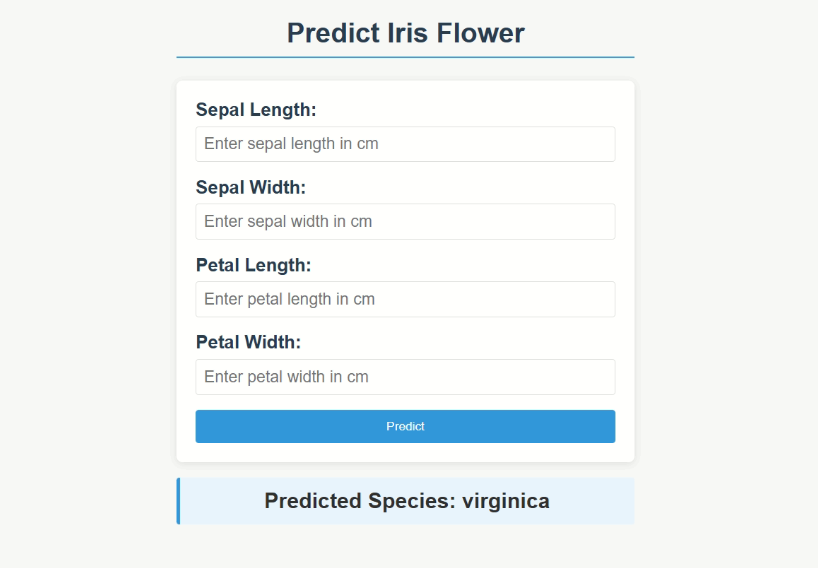 Predict Iris Flower
Sepal Length:
Enter sepal length in cm
Sepal Width:
Enter sepal width in cm
Petal Length:
Enter petal length in cm
Petal Width:
Enter petal width in cm
Predict
Predicted Species: virginica